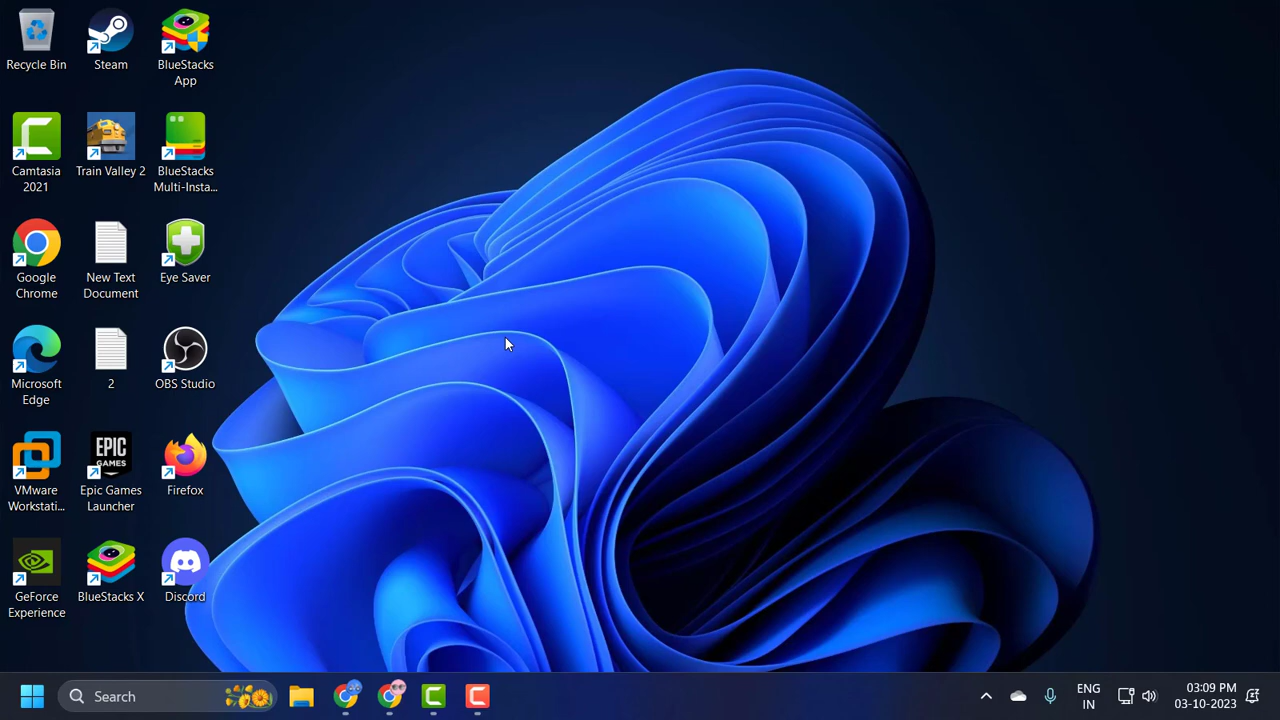 Recycle Bin
Steam
BlueStacks
App
Camtasia
2021
Train Valley 2
BlueStacks
Multi-Insta...
Google
Chrome
New Text
Document
Eye Saver
Microsoft
Edge
2
OBS Studio
VMware
Workstati...
EPIC
GAMES
Epic Games
Launcher
Firefox
GeForce
Experience
BlueStacks X
Discord
Search
ENG
IN
03:09 PM
03-10-2023